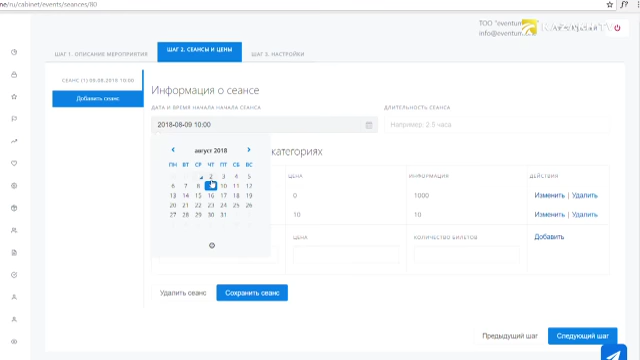 ne/ru/cabinet/events/seances/80
ТОО "eventum
info@eventum.
ШАГ 1. ОПИСАНИЕ МЕРОПРИЯТИЯ
ШАГ 2. СЕАНСЫ И ЦЕНЫ
ШАГ 3. НАСТРОЙКИ
СЕАНС (1) 09.08.2018 10:00
Добавить сеанс
Информация о сеансе
ДАТА И ВРЕМЯ НАЧАЛА НАЧАЛА СЕАНСА
ДЛИТЕЛЬНОСТЬ СЕАНСА
2018-08-09 10:00
Например: 2.5 часа
август 2018
категориях
ПН ВТ СР ЧТ ПТ СБ ВС
2 3 4 5
6 7 8 9 10 11 12
13 14 15 16 17 18 19
20 21 22 23 24 25 26
27 28 29 30 31
ЦЕНА
ИНФОРМАЦИЯ
ДЕЙСТВИЯ
0
1000
Изменить | Удалить
10
10
Изменить | Удалить
ЦЕНА
КОЛИЧЕСТВО БИЛЕТОВ
Добавить
Удалить сеанс
Сохранить сеанс
Предыдущий шаг
Следующий шаг